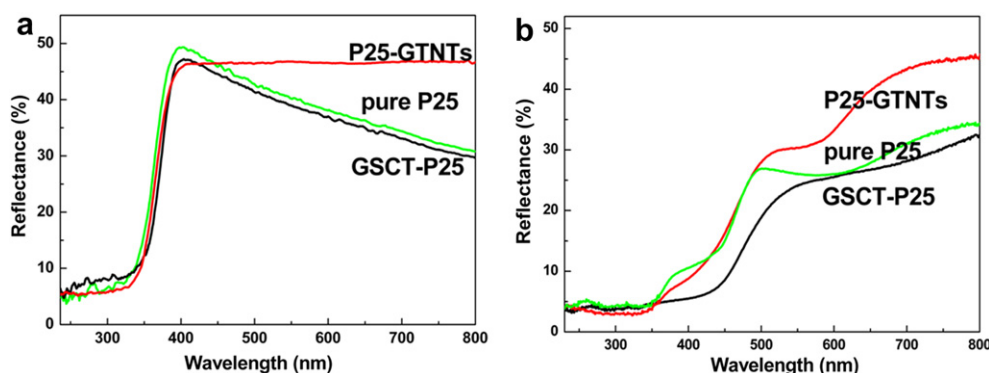 a
50
40
30
20
10
0
Reflectance (%)
P25-GTNTs
pure P25
GSCT-P25
300 400 500 600 700 800
Wavelength (nm)
b
50
40
30
20
10
0
Reflectance (%)
P25-GTNTs
pure P25
GSCT-P25
300 400 500 600 700 800
Wavelength (nm)